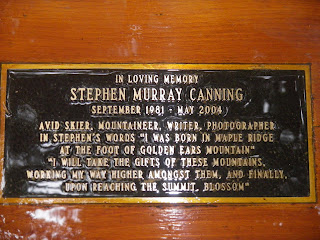 IN LOVING MEMORY
STEPHEN MURRAY CANNING
SEPTEMBER 1981 - MAY 2004
AVID SKIER, MOUNTAINEER, WRITER, PHOTOGRAPHER
IN STEPHEN'S WORDS "I WAS BORN IN MAPLE RIDGE
AT THE FOOT OF GOLDEN EARS MOUNTAIN"
"I WILL TAKE THE GIFTS OF THESE MOUNTAINS,
WORKING MY WAY HIGHER AMONGST THEM, AND FINALLY,
UPON REACHING THE SUMMIT, BLOSSOM"